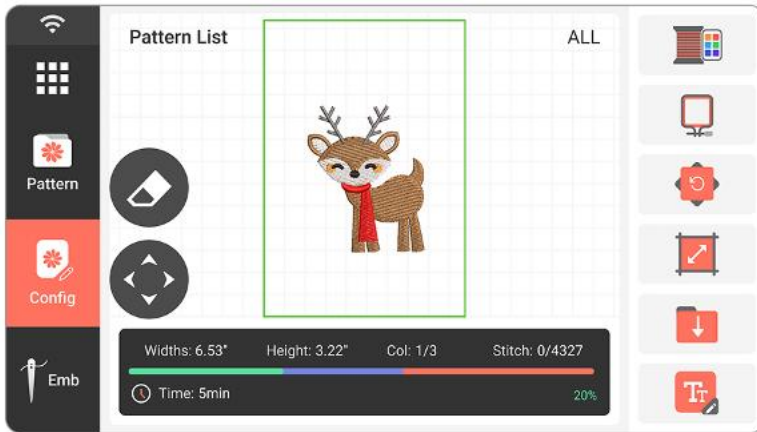 Pattern List
ALL
Pattern
Config
Emb
Widths: 6.53" Height: 3.22" Col: 1/3 Stitch: 0/4327
Time: 5min
20%
TT